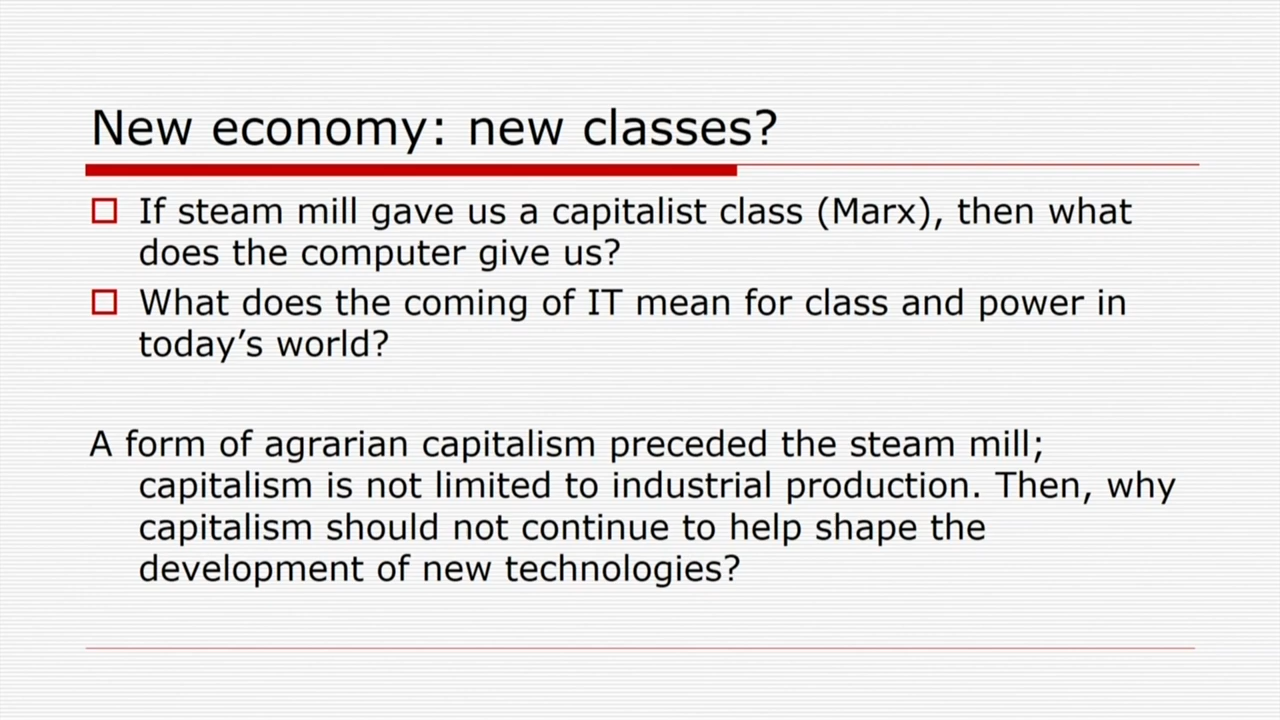 New economy: new classes?
If steam mill gave us a capitalist class (Marx), then what
does the computer give us?
What does the coming of IT mean for class and power in
today’s world?
A form of agrarian capitalism preceded the steam mill;
capitalism is not limited to industrial production. Then, why
capitalism should not continue to help shape the
development of new technologies?